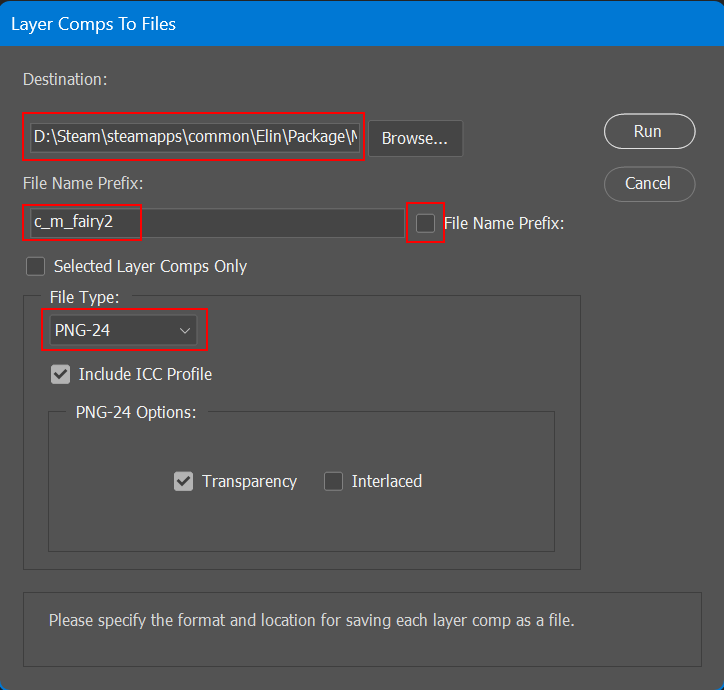 Layer Comps To Files
Destination:
D:\Steam\steamapps\common\Elin\Package\
Browse...
Run
File Name Prefix:
Cancel
c_m_fairy2
File Name Prefix:
Selected Layer Comps Only
File Type:
PNG-24
Include ICC Profile
PNG-24 Options:
Transparency
Interlaced
Please specify the format and location for saving each layer comp as a file.